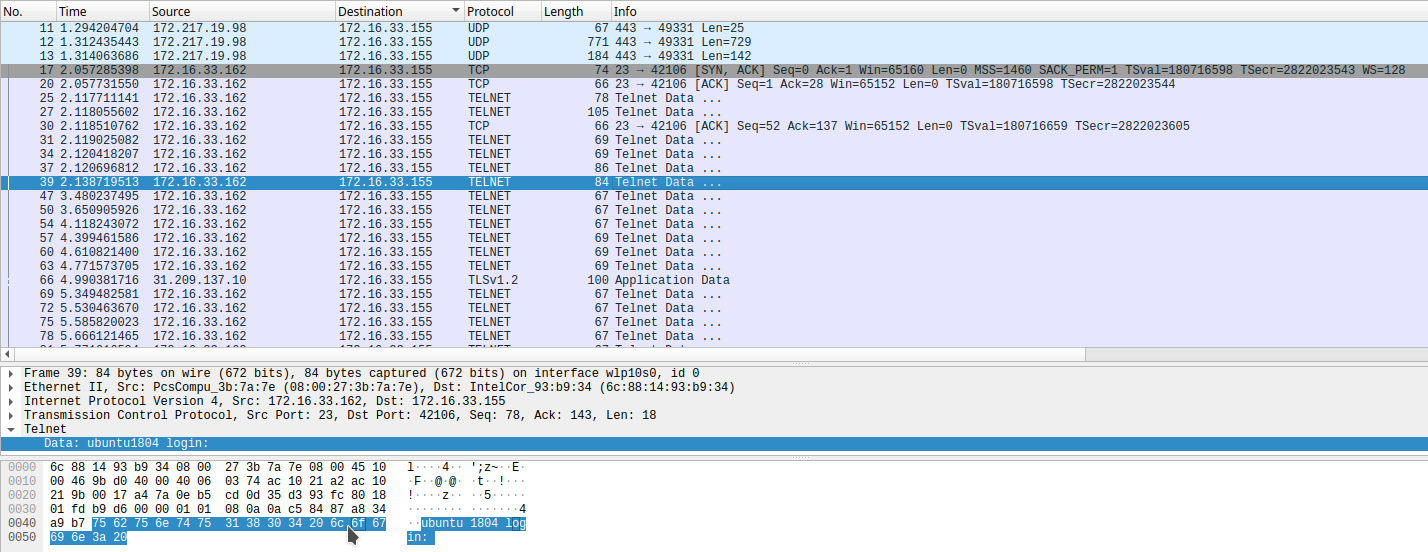 No. Time Source Destination Protocol Length Info
11 1.294204704 172.217.19.98 172.16.33.155 UDP 67 443 → 49331 Len=25
12 1.312435443 172.217.19.98 172.16.33.155 UDP 771 443 → 49331 Len=729
13 1.314063686 172.217.19.98 172.16.33.155 UDP 184 443 → 49331 Len=142
17 2.057285398 172.16.33.162 172.16.33.155 TCP 74 23 → 42106 [SYN, ACK] Seq=0 Ack=1 Win=65160 Len=0 MSS=1460 SACK_PERM=1 TSval=180716598 TSecr=2822023543 WS=128
20 2.057731550 172.16.33.162 172.16.33.155 TCP 66 23 → 42106 [ACK] Seq=1 Ack=28 Win=65152 Len=0 TSval=180716598 TSecr=2822023544
25 2.117711141 172.16.33.162 172.16.33.155 TELNET 78 Telnet Data ...
27 2.118055602 172.16.33.162 172.16.33.155 TELNET 105 Telnet Data ...
30 2.118510762 172.16.33.162 172.16.33.155 TCP 66 23 → 42106 [ACK] Seq=52 Ack=137 Win=65152 Len=0 TSval=180716659 TSecr=2822023605
31 2.119025082 172.16.33.162 172.16.33.155 TELNET 69 Telnet Data ...
34 2.120418207 172.16.33.162 172.16.33.155 TELNET 69 Telnet Data ...
37 2.120696812 172.16.33.162 172.16.33.155 TELNET 86 Telnet Data ...
39 2.138719513 172.16.33.162 172.16.33.155 TELNET 84 Telnet Data ...
47 3.480237495 172.16.33.162 172.16.33.155 TELNET 67 Telnet Data ...
50 3.650905926 172.16.33.162 172.16.33.155 TELNET 67 Telnet Data ...
54 4.118243072 172.16.33.162 172.16.33.155 TELNET 67 Telnet Data ...
57 4.399461586 172.16.33.162 172.16.33.155 TELNET 69 Telnet Data ...
60 4.610821400 172.16.33.162 172.16.33.155 TELNET 69 Telnet Data ...
63 4.771573705 172.16.33.162 172.16.33.155 TELNET 69 Telnet Data ...
66 4.990381716 31.209.137.10 172.16.33.155 TLSv1.2 100 Application Data
69 5.349482581 172.16.33.162 172.16.33.155 TELNET 67 Telnet Data ...
72 5.530463670 172.16.33.162 172.16.33.155 TELNET 67 Telnet Data ...
75 5.585820023 172.16.33.162 172.16.33.155 TELNET 67 Telnet Data ...
78 5.666121465 172.16.33.162 172.16.33.155 TELNET 67 Telnet Data ...
Frame 39: 84 bytes on wire (672 bits), 84 bytes captured (672 bits) on interface wlp10s0, id 0
Ethernet II, Src: PcsCompu_3b:7a:7e (08:00:27:3b:7a:7e), Dst: IntelCor_93:b9:34 (6c:88:14:93:b9:34)
Internet Protocol Version 4, Src: 172.16.33.162, Dst: 172.16.33.155
Transmission Control Protocol, Src Port: 23, Dst Port: 42106, Seq: 78, Ack: 143, Len: 18
Telnet
Data: ubuntu1804 login:
0000 6c 88 14 93 b9 34 08 00 27 3b 7a 7e 08 00 45 10 l····4·· ';z~··E·
0010 00 46 9b d0 40 00 40 06 03 74 ac 10 21 a2 ac 10 ·F··@·@· ·t··!···
0020 21 9b 00 17 a4 7a 0e b5 cd 0d 35 d3 93 fc 80 18 !····z·· ··5·····
0030 01 fd b9 d6 00 00 01 01 08 0a 0a c5 84 87 a8 34 ········ ·······4
0040 a9 b7 75 62 75 6e 74 75 31 38 30 34 20 6c 6f 67 ··ubuntu 1804 log
0050 69 6e 3a 20 in: